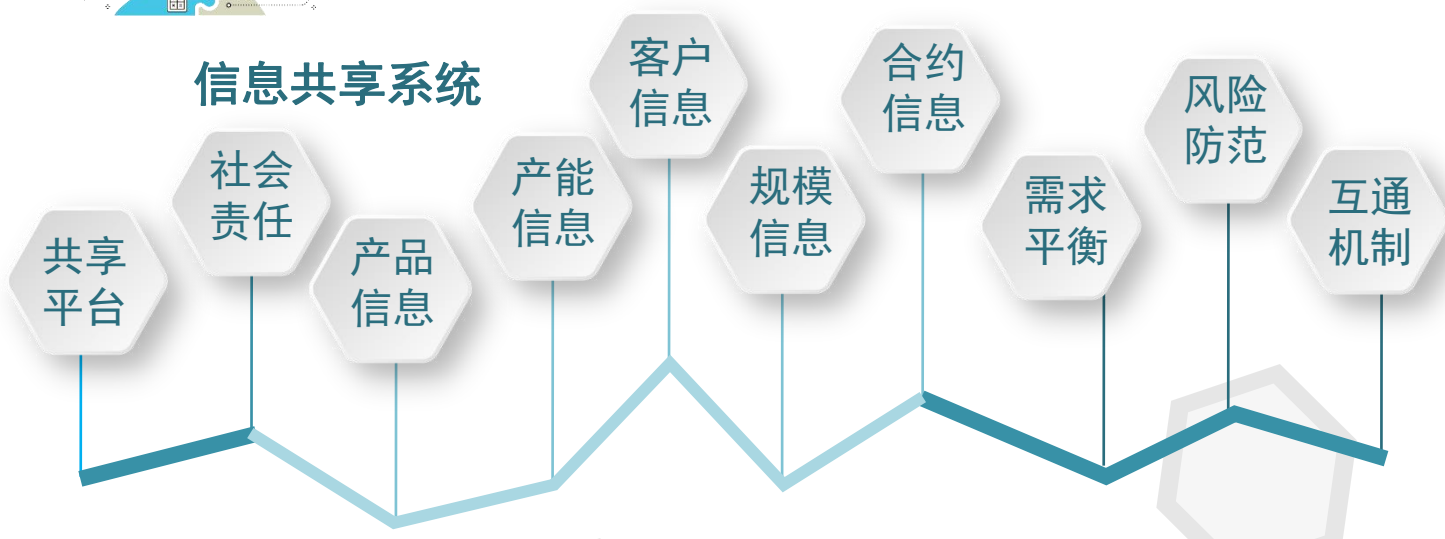 信息共享系统
共享
平台
社会
责任
产品
信息
产能
信息
客户
信息
规模
信息
合约
信息
需求
平衡
风险
防范
互通
机制